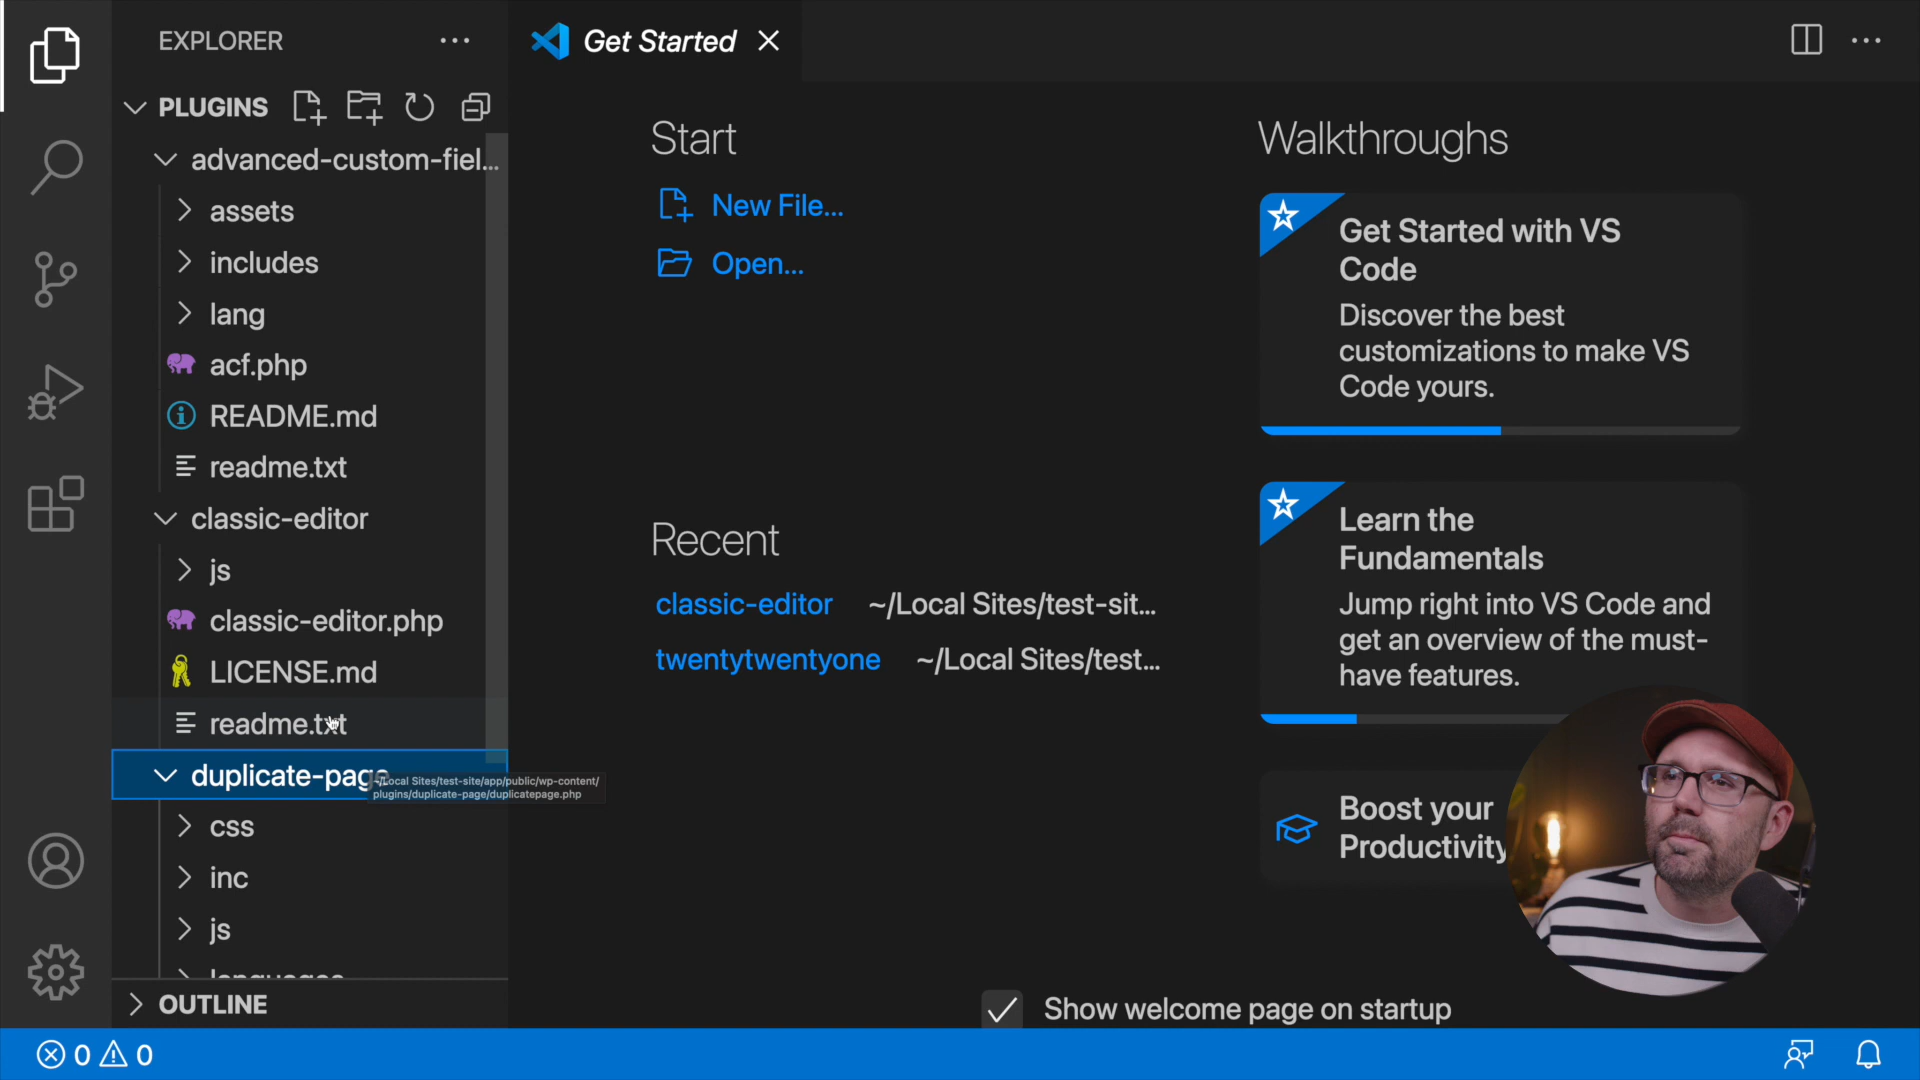 EXPLORER
Get Started
PLUGINS
advanced-custom-fiel...
assets
includes
lang
acf.php
README.md
readme.txt
classic-editor
js
classic-editor.php
LICENSE.md
readme.txt
duplicate-page
~/Local Sites/test-site/app/public/wp-content/
plugins/duplicate-page/duplicatepage.php
css
inc
js
languages
OUTLINE
Start
New File...
Open...
Recent
classic-editor ~/Local Sites/test-sit...
twentytwentyone ~/Local Sites/test...
Walkthroughs
Get Started with VS
Code
Discover the best
customizations to make VS
Code yours.
Learn the
Fundamentals
Jump right into VS Code and
get an overview of the must-
have features.
Boost your
Productivity
Show welcome page on startup
0 0